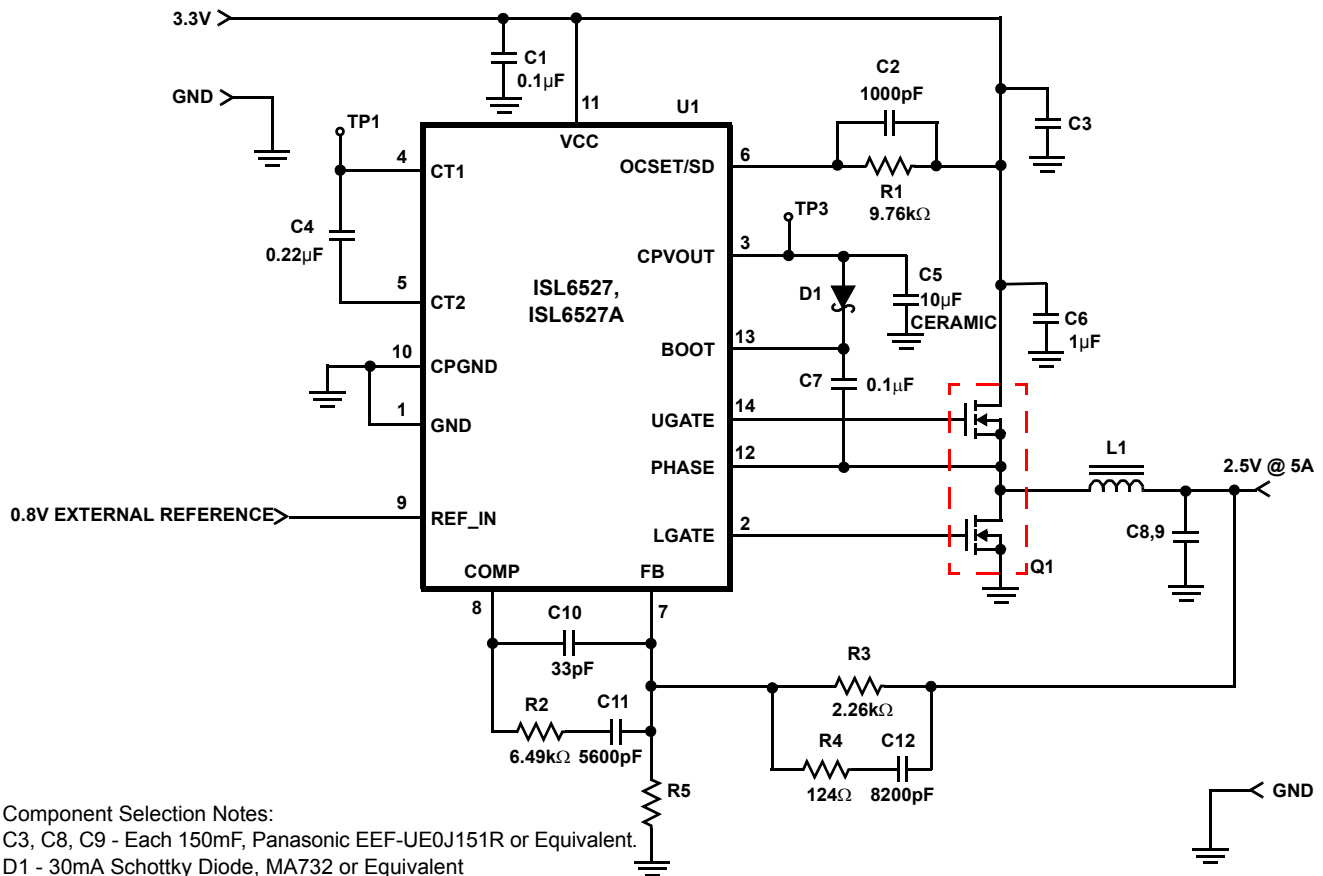 3.3V
C1
0.1µF
GND
TP1
11
U1
VCC
C2
1000pF
C3
4
CT1
OCSET/SD
6
R1
9.76kΩ
C4
0.22µF
TP3
5
CT2
CPVOUT
3
ISL6527,
ISL6527A
D1
C5
10µF
CERAMIC
C6
1µF
BOOT
13
10
CPGND
C7
0.1µF
1
GND
UGATE
14
PHASE
12
L1
2.5V @ 5A
0.8V EXTERNAL REFERENCE
9
REF_IN
LGATE
2
C8,9
Q1
COMP
FB
8
7
C10
33pF
R3
2.26kΩ
R2
6.49kΩ
C11
5600pF
R4
124Ω
C12
8200pF
R5
GND
Component Selection Notes:
C3, C8, C9 - Each 150mF, Panasonic EEF-UE0J151R or Equivalent.
D1 - 30mA Schottky Diode, MA732 or Equivalent